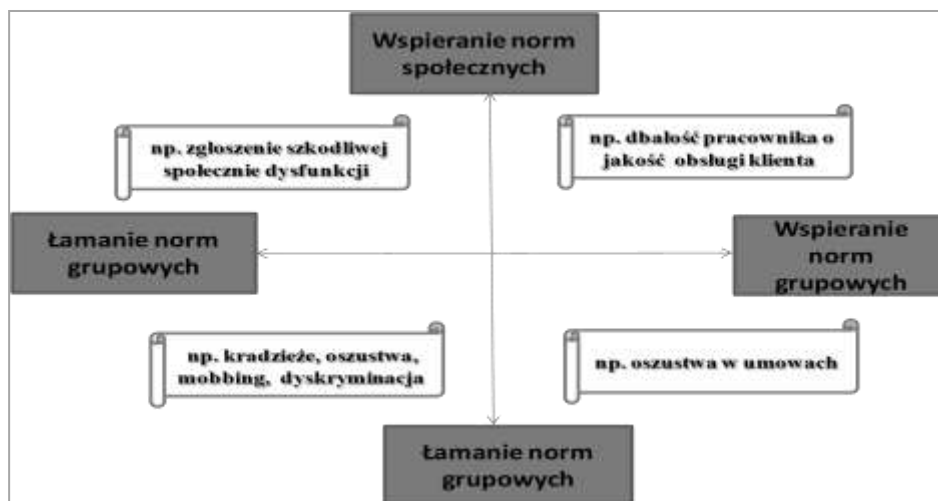 Wspieranie norm
społecznych
np. zgłoszenie szkodliwej
społecznie dysfunkcji
np. dbałość pracownika o
jakość obsługi klienta
Łamanie norm
grupowych
Wspieranie
norm
grupowych
np. kradzieże, oszustwa,
mobbing, dyskryminacja
np. oszustwa w umowach
Łamanie norm
grupowych